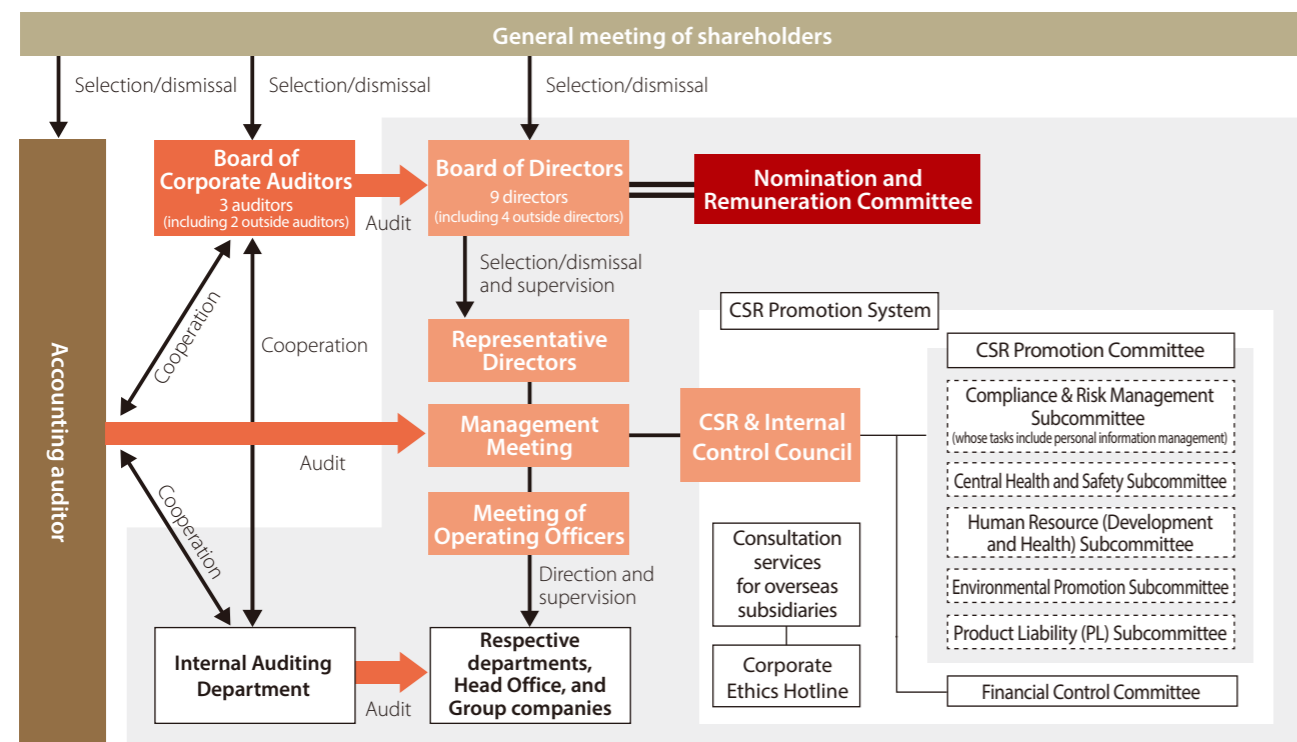 General meeting of shareholders
Selection/dismissal
Selection/dismissal
Selection/dismissal
Accounting auditor
Board of
Corporate Auditors
3 auditors
(including 2 outside auditors)
Audit
Board of Directors
9 directors
(including 4 outside directors)
Nomination and
Remuneration Committee
Selection/dismissal
and supervision
Cooperation
Cooperation
Representative
Directors
CSR Promotion System
CSR Promotion Committee
Compliance & Risk Management
Subcommittee
(whose tasks include personal information management)
Central Health and Safety Subcommittee
Human Resource (Development
and Health) Subcommittee
Environmental Promotion Subcommittee
Product Liability (PL) Subcommittee
Financial Control Committee
Audit
Management
Meeting
CSR & Internal
Control Council
Cooperation
Meeting of
Operating Officers
Direction and
supervision
Consultation
services
for overseas
subsidiaries
Corporate
Ethics Hotline
Internal Auditing
Department
Audit
Respective
departments,
Head Office, and
Group companies